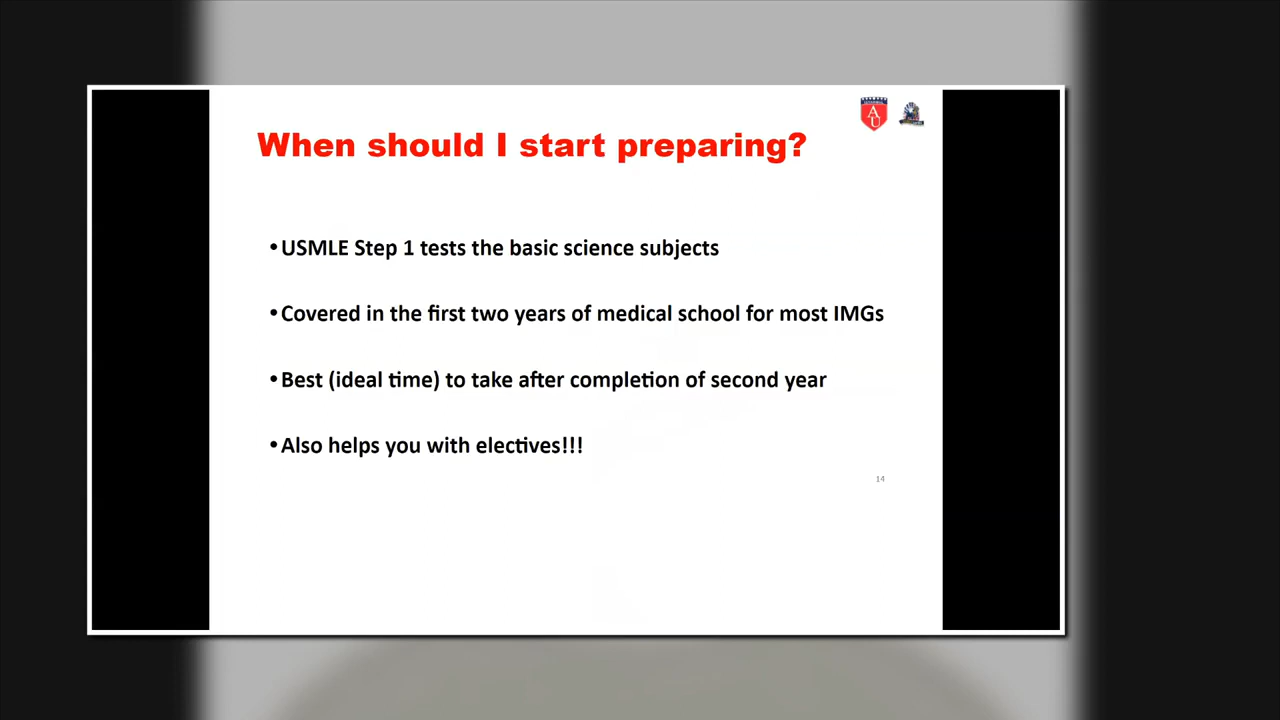 When should I start preparing?
•USMLE Step 1 tests the basic science subjects
•Covered in the first two years of medical school for most IMGs
•Best (ideal time) to take after completion of second year
•Also helps you with electives!!!
14